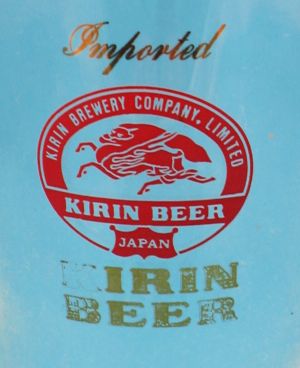 Imported
KIRIN BREWERY COMPANY, LIMITED
KIRIN BEER
JAPAN
KIRIN
BEER